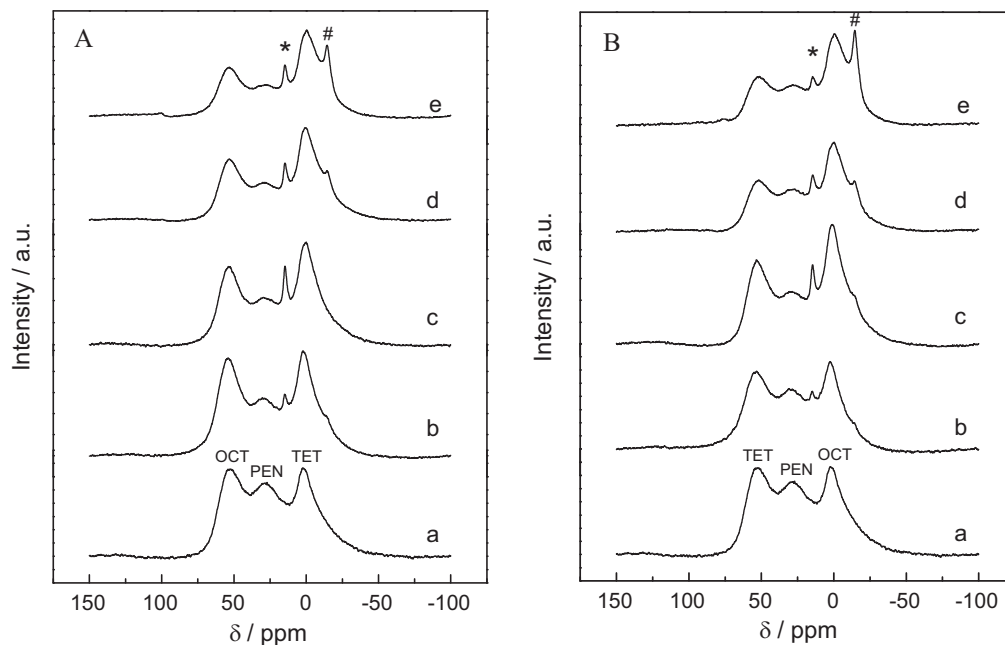 A
*
#
e
d
c
b
OCT
PEN
TET
a
Intensity / a.u.
150
100
50
0
-50
-100
δ / ppm
B
*
#
e
d
c
b
TET
PEN
OCT
a
Intensity / a.u.
150
100
50
0
-50
-100
δ / ppm